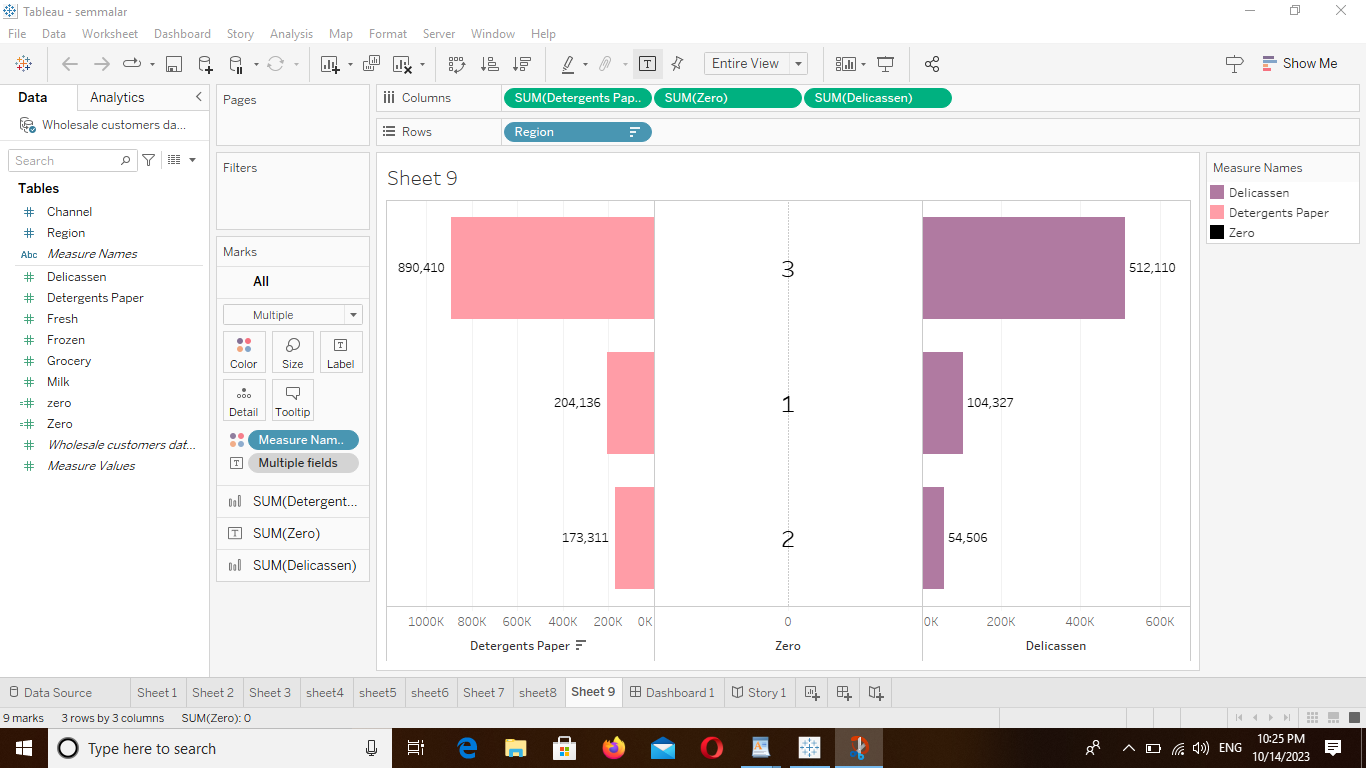 Tableau - semmalar
File Data Worksheet Dashboard Story Analysis Map Format Server Window Help
Entire View
Show Me
Data Analytics
Wholesale customers da...
Search
Tables
Channel
Region
Abc Measure Names
Delicassen
Detergents Paper
Fresh
Frozen
Grocery
Milk
zero
Zero
Wholesale customers dat...
Measure Values
Pages
Filters
Marks
All
Multiple
Color Size Label
Detail Tooltip
Measure Nam..
Multiple fields
SUM(Detergent...
SUM(Zero)
SUM(Delicassen)
Columns SUM(Detergents Pap.. SUM(Zero) SUM(Delicassen)
Rows Region
Sheet 9
890,410 3 512,110
204,136 1 104,327
173,311 2 54,506
1000K 800K 600K 400K 200K 0K 0 0K 200K 400K 600K
Detergents Paper Zero Delicassen
Measure Names
Delicassen
Detergents Paper
Zero
Data Source Sheet 1 Sheet 2 Sheet 3 sheet4 sheet5 sheet6 Sheet 7 sheet8 Sheet 9 Dashboard 1 Story 1
9 marks 3 rows by 3 columns SUM(Zero): 0
Type here to search
ENG
10:25 PM
10/14/2023